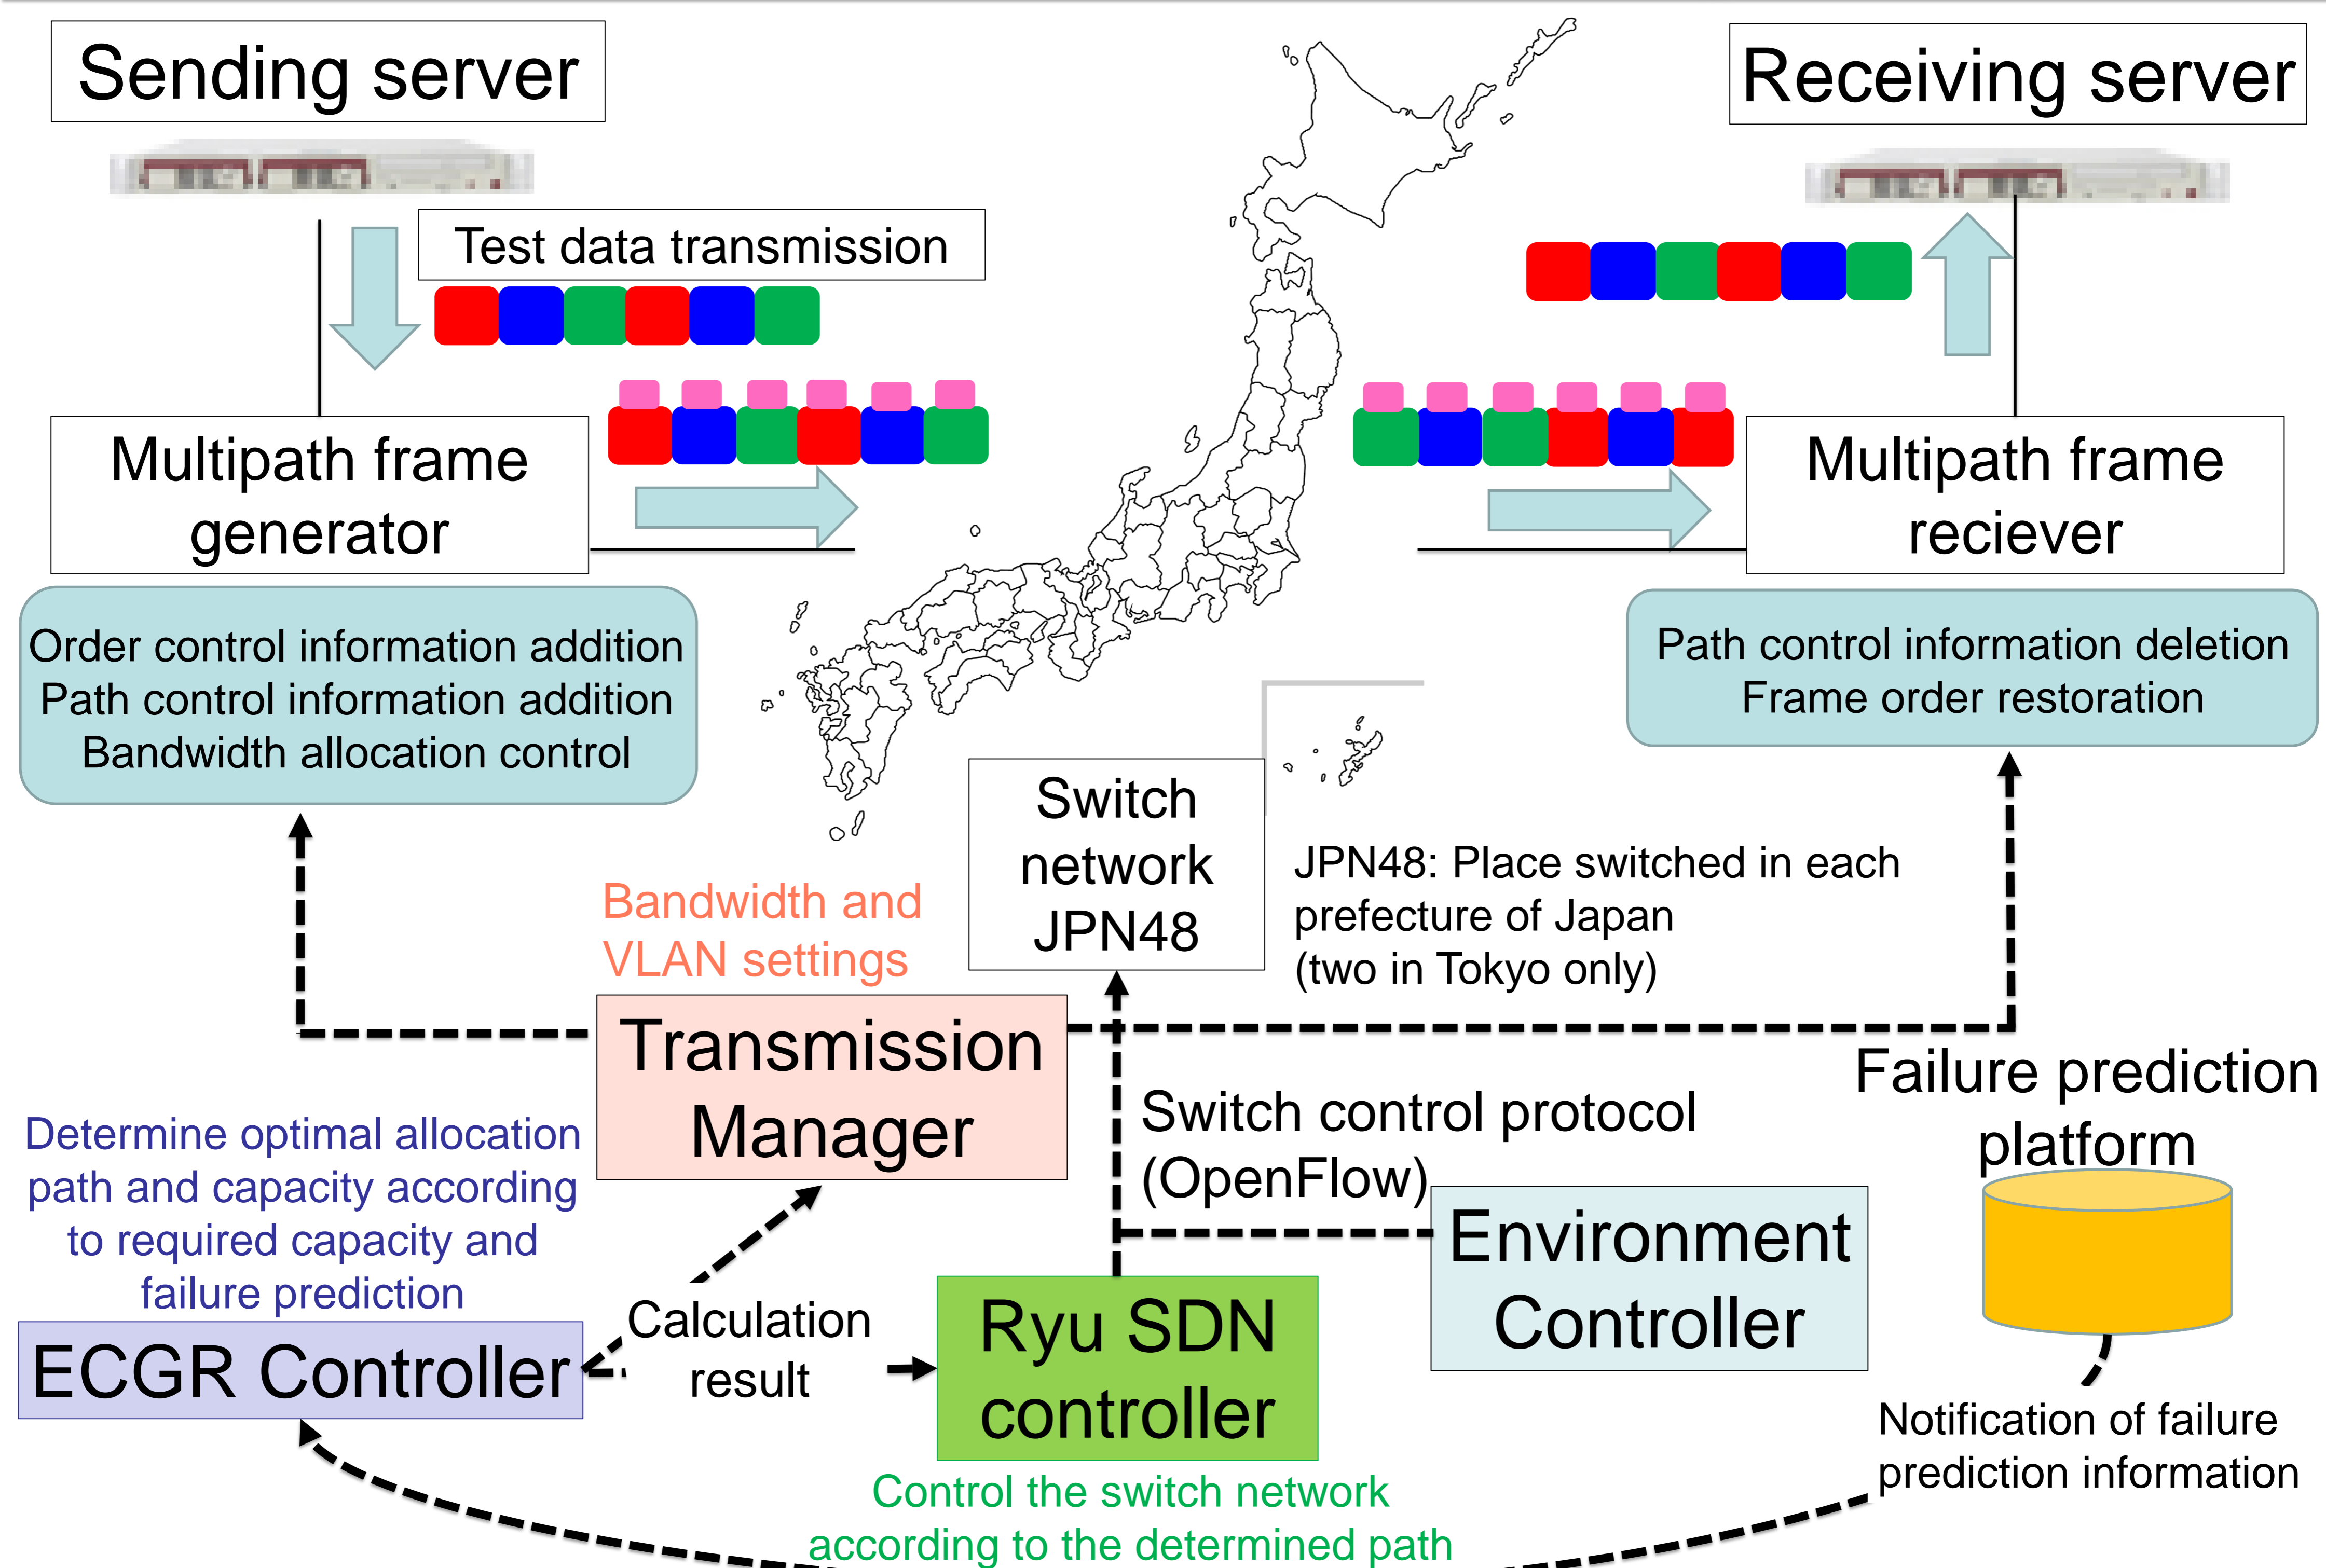 Sending server
Receiving server
Test data transmission
Multipath frame
generator
Multipath frame
reciever
Order control information addition
Path control information addition
Bandwidth allocation control
Path control information deletion
Frame order restoration
Switch
network
JPN48
JPN48: Place switched in each
prefecture of Japan
(two in Tokyo only)
Bandwidth and
VLAN settings
Transmission
Manager
Failure prediction
platform
Switch control protocol
(OpenFlow)
Determine optimal allocation
path and capacity according
to required capacity and
failure prediction
Environment
Controller
ECGR Controller
Calculation
result
Ryu SDN
controller
Notification of failure
prediction information
Control the switch network
according to the determined path